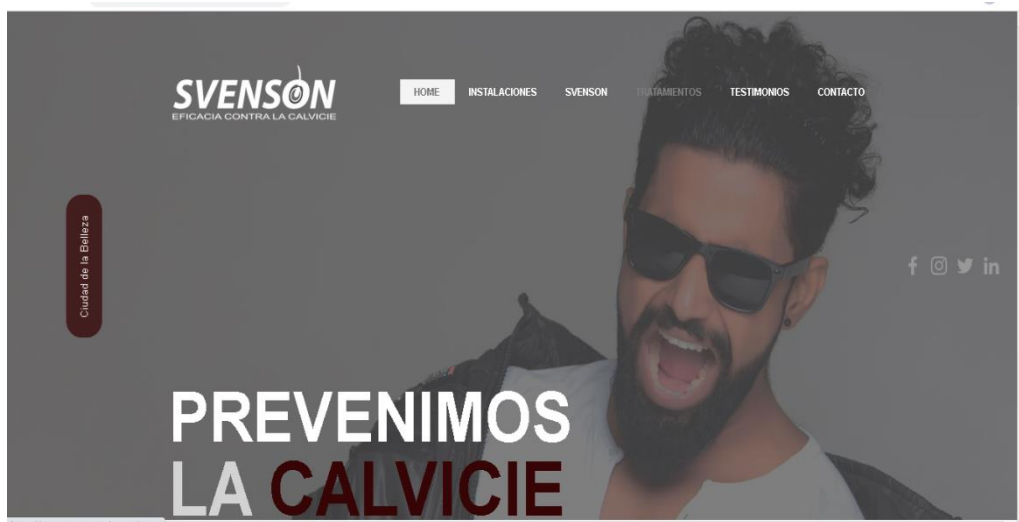 SVENSON
EFICACIA CONTRA LA CALVICIE
HOME INSTALACIONES SVENSON TRATAMIENTOS TESTIMONIOS CONTACTO
Ciudad de la Belleza
PREVENIMOS
LA CALVICIE